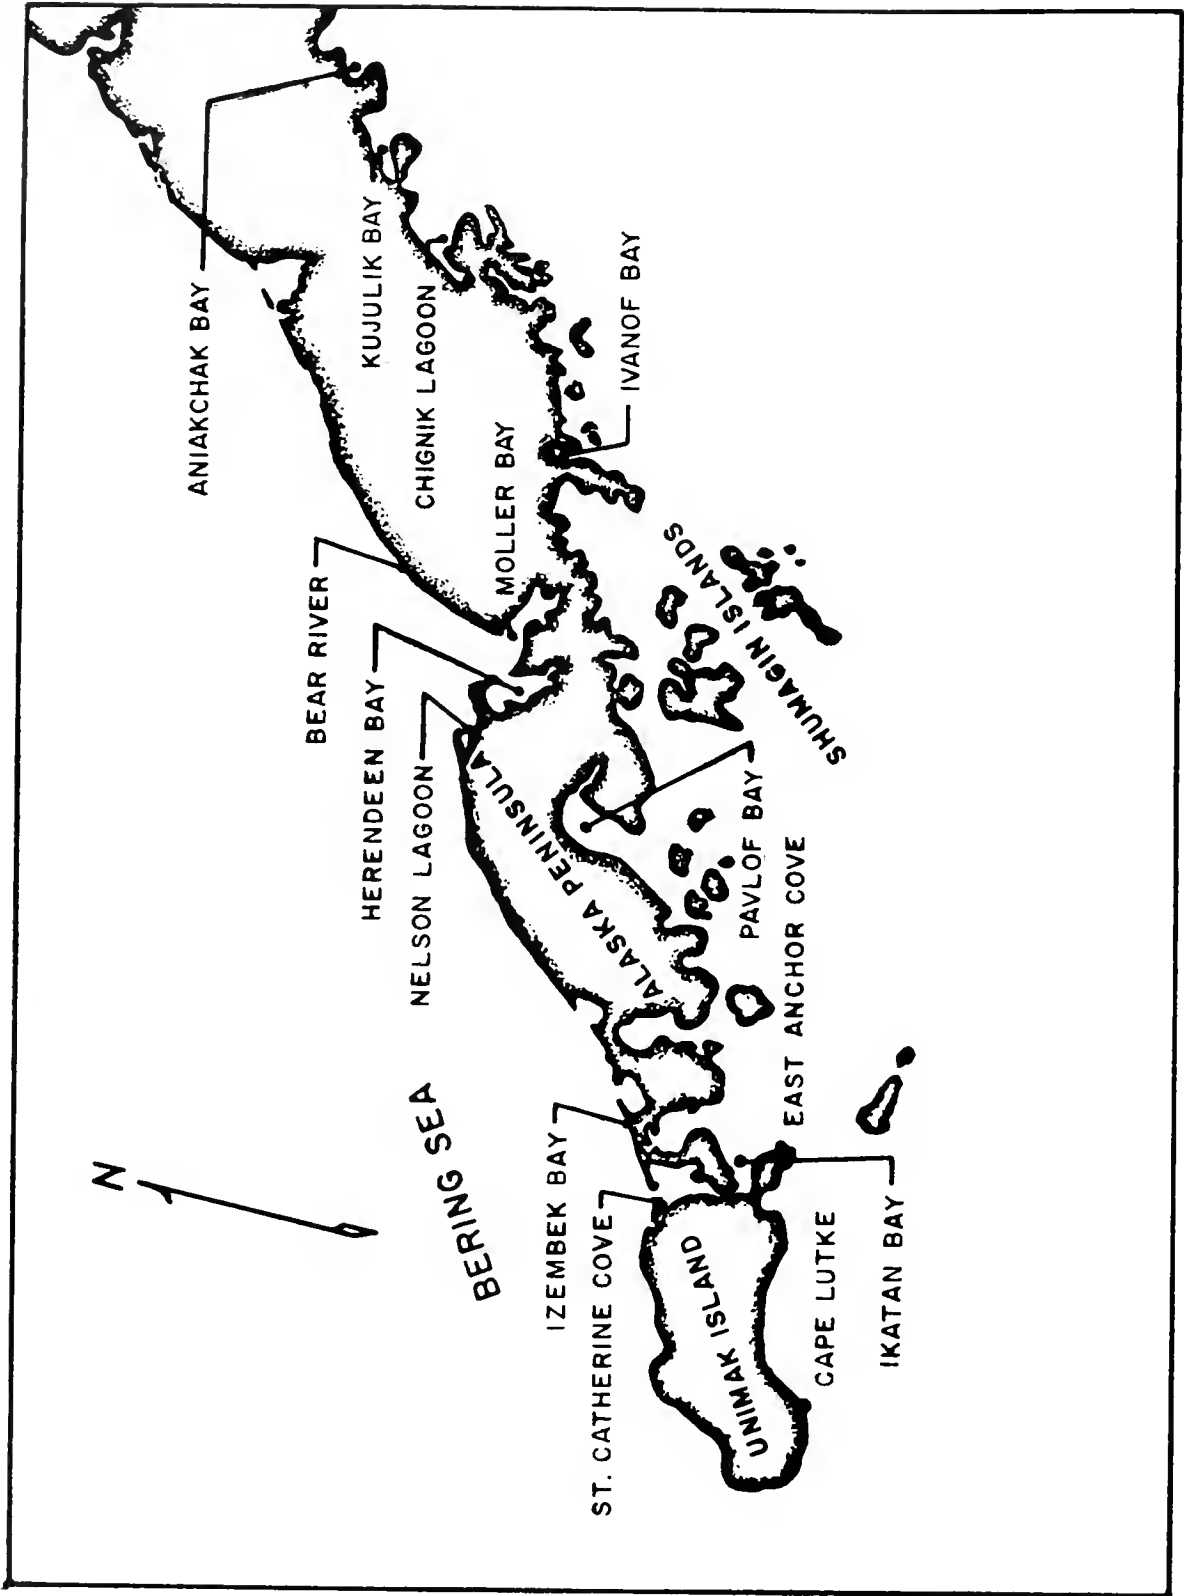 N
BERING SEA
ANIAKCHAK BAY
BEAR RIVER
HERENDEEN BAY
NELSON LAGOON
IZEMBEK BAY
ST. CATHERINE COVE
KUJULIK BAY
CHIGNIK LAGOON
MOLLER BAY
ALASKA PENINSULA
UNIMAK ISLAND
IVANOF BAY
SHUMAGIN ISLANDS
PAVLOF BAY
EAST ANCHOR COVE
CAPE LUTKE
IKATAN BAY